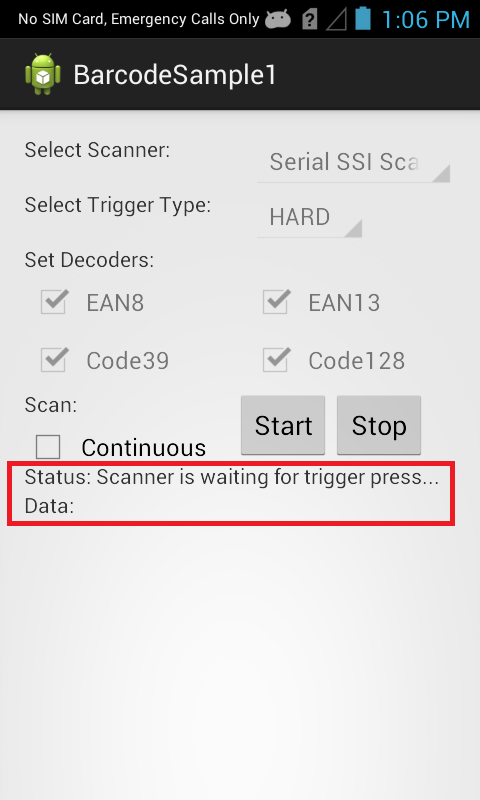 No SIM Card, Emergency Calls Only ? 1:06 PM
BarcodeSample1
Select Scanner: Serial SSI Sca
Select Trigger Type: HARD
Set Decoders:
EAN8 EAN13
Code39 Code128
Scan: Start Stop
Continuous
Status: Scanner is waiting for trigger press...
Data: